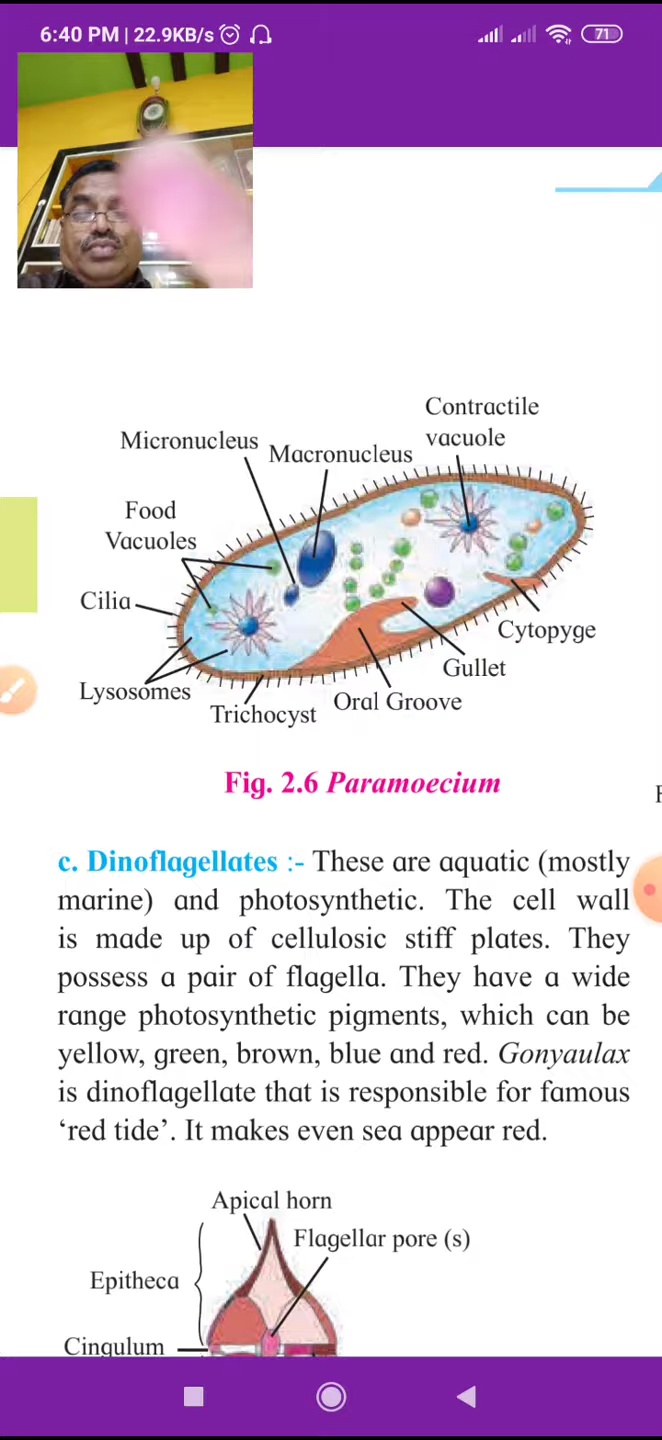 6:40 PM | 22.9KB/s
71
Contractile
vacuole
Micronucleus
Macronucleus
Food
Vacuoles
Cilia
Cytopyge
Gullet
Lysosomes
Oral Groove
Trichocyst
Fig. 2.6 Paramoecium
F
c. Dinoflagellates :- These are aquatic (mostly
marine) and photosynthetic. The cell wall
is made up of cellulosic stiff plates. They
possess a pair of flagella. They have a wide
range photosynthetic pigments, which can be
yellow, green, brown, blue and red. Gonyaulax
is dinoflagellate that is responsible for famous
‘red tide’. It makes even sea appear red.
Apical horn
Flagellar pore (s)
Epitheca
Cingulum